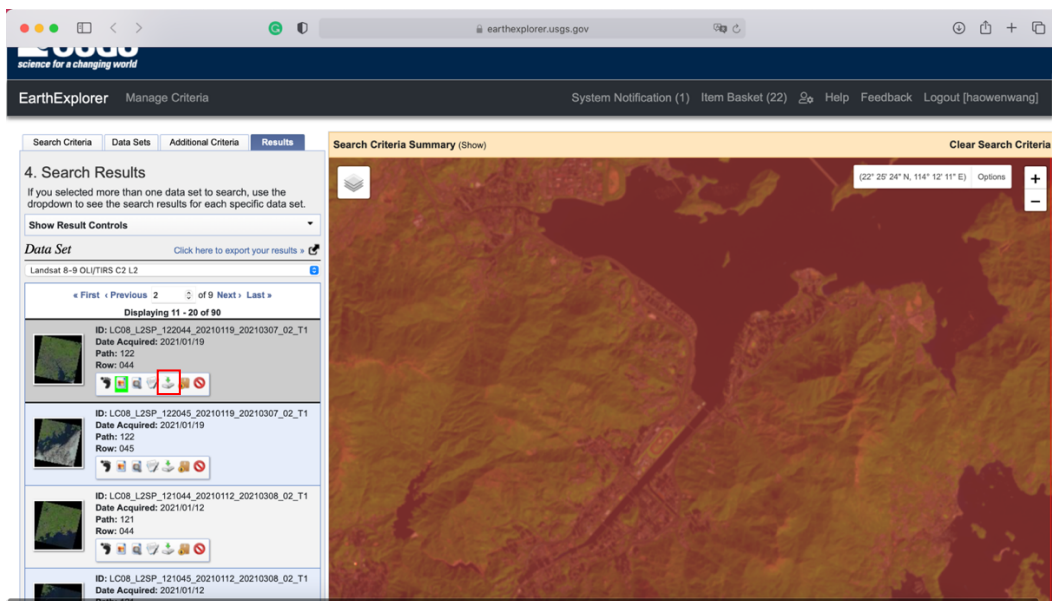 earthexplorer.usgs.gov
USGS
science for a changing world
EarthExplorer Manage Criteria System Notification (1) Item Basket (22) Help Feedback Logout [haowenwang]
Search Criteria Data Sets Additional Criteria Results
Search Criteria Summary (Show) Clear Search Criteria
4. Search Results
If you selected more than one data set to search, use the
dropdown to see the search results for each specific data set.
Show Result Controls
Data Set Click here to export your results »
Landsat 8-9 OLI/TIRS C2 L2
« First ‹ Previous 2 of 9 Next › Last »
Displaying 11 - 20 of 90
ID: LC08_L2SP_122044_20210119_20210307_02_T1
Date Acquired: 2021/01/19
Path: 122
Row: 044
ID: LC08_L2SP_122045_20210119_20210307_02_T1
Date Acquired: 2021/01/19
Path: 122
Row: 045
ID: LC08_L2SP_121044_20210112_20210308_02_T1
Date Acquired: 2021/01/12
Path: 121
Row: 044
ID: LC08_L2SP_121045_20210112_20210308_02_T1
Date Acquired: 2021/01/12
(22° 25' 24" N, 114° 12' 11" E) Options
+
−